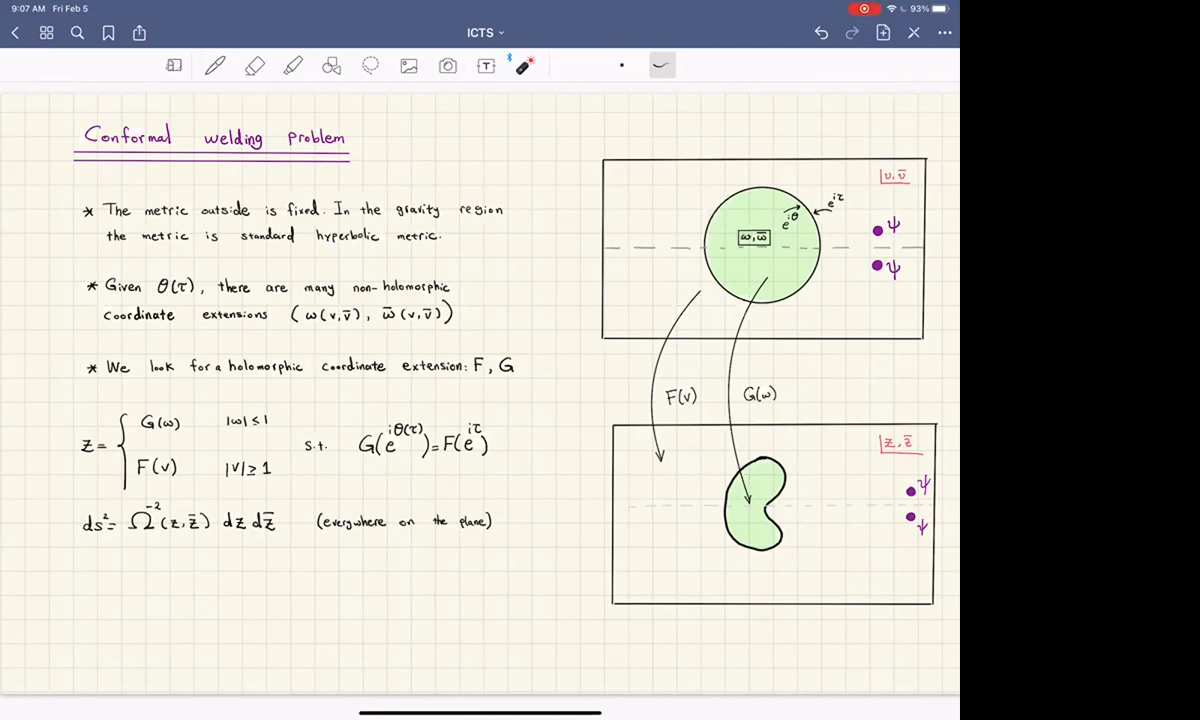 9:07 AM Fri Feb 5
93%
ICTS
Conformal welding problem
* The metric outside is fixed. In the gravity region
the metric is standard hyperbolic metric.
* Given θ(τ), there are many non-holomorphic
coordinate extensions (ω(v,v̄), ω̄(v,v̄))
* We look for a holomorphic coordinate extension: F, G
z = { G(ω) |ω| ≤ 1
F(v) |v| ≥ 1
s.t. G(e^{iθ(τ)}) = F(e^{iτ})
ds² = Ω^{-2}(z,z̄) dz dz̄ (everywhere on the plane)
v,v̄
e^{iτ}
e^{iθ}
ω,ω̄
ψ
ψ
F(v)
G(ω)
z,z̄
ψ
ψ